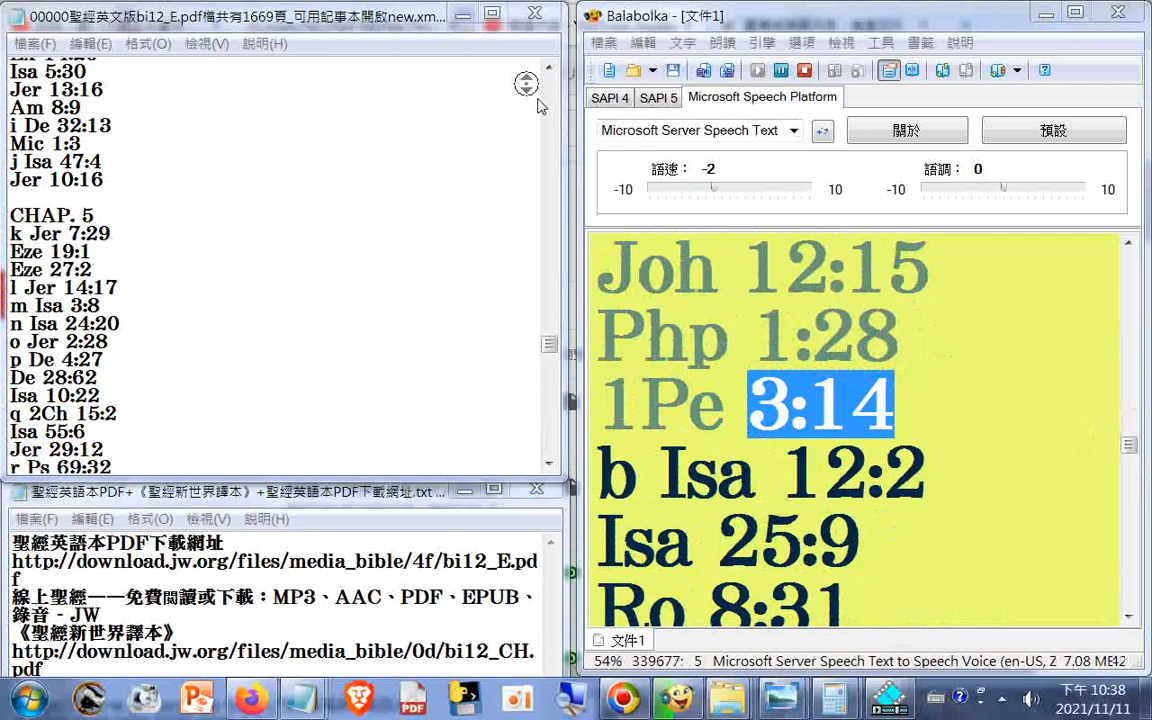 00000聖經英文版bi12_E.pdf檔共有1669頁_可用記事本開啟new.xm...
檔案(F) 編輯(E) 格式(O) 檢視(V) 說明(H)
Isa 5:30
Jer 13:16
Am 8:9
i De 32:13
Mic 1:3
j Isa 47:4
Jer 10:16
CHAP. 5
k Jer 7:29
Eze 19:1
Eze 27:2
l Jer 14:17
m Isa 3:8
n Isa 24:20
o Jer 2:28
p De 4:27
De 28:62
Isa 10:22
q 2Ch 15:2
Isa 55:6
Jer 29:12
r Ps 69:32
聖經英語本PDF+《聖經新世界譯本》+聖經英語本PDF下載網址.txt ...
檔案(F) 編輯(E) 格式(O) 檢視(V) 說明(H)
聖經英語本PDF下載網址
http://download.jw.org/files/media_bible/4f/bi12_E.pd
f
線上聖經——免費閱讀或下載：MP3、AAC、PDF、EPUB、
錄音 - JW
《聖經新世界譯本》
http://download.jw.org/files/media_bible/0d/bi12_CH.
pdf
Balabolka - [文件1]
檔案 編輯 文字 朗讀 引擎 選項 檢視 工具 書籤 說明
SAPI 4 SAPI 5 Microsoft Speech Platform
Microsoft Server Speech Text 關於 預設
語速： -2 語調： 0
-10 10 -10 10
Joh 12:15
Php 1:28
1Pe 3:14
b Isa 12:2
Isa 25:9
Ro 8:31
文件1
54% 339677: 5 Microsoft Server Speech Text to Speech Voice (en-US, Z 7.08 ME42
PDF
下午 10:38
2021/11/11